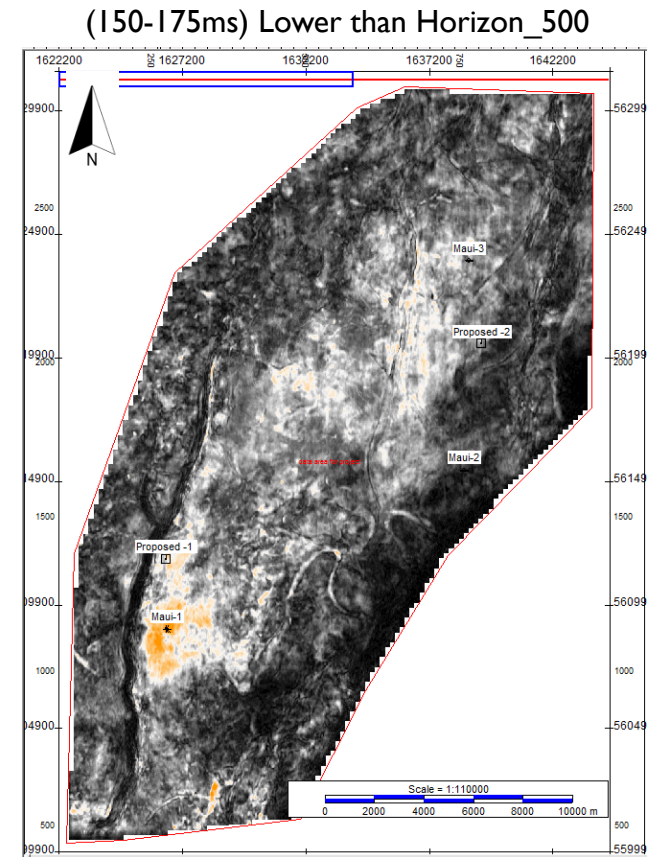 (150-175ms) Lower than Horizon_500
1622200 1627200 1637200 1642200
250 750
29900 56299
N
2500 2500
Maui-3
24900 56249
Proposed -2
19900 56199
2000 2000
Maui-2
14900 56149
1500 1500
Proposed -1
09900 56099
Maui-1
1000 1000
04900 56049
Scale = 1:110000
0 2000 4000 6000 8000 10000 m
500 500
99900 55999